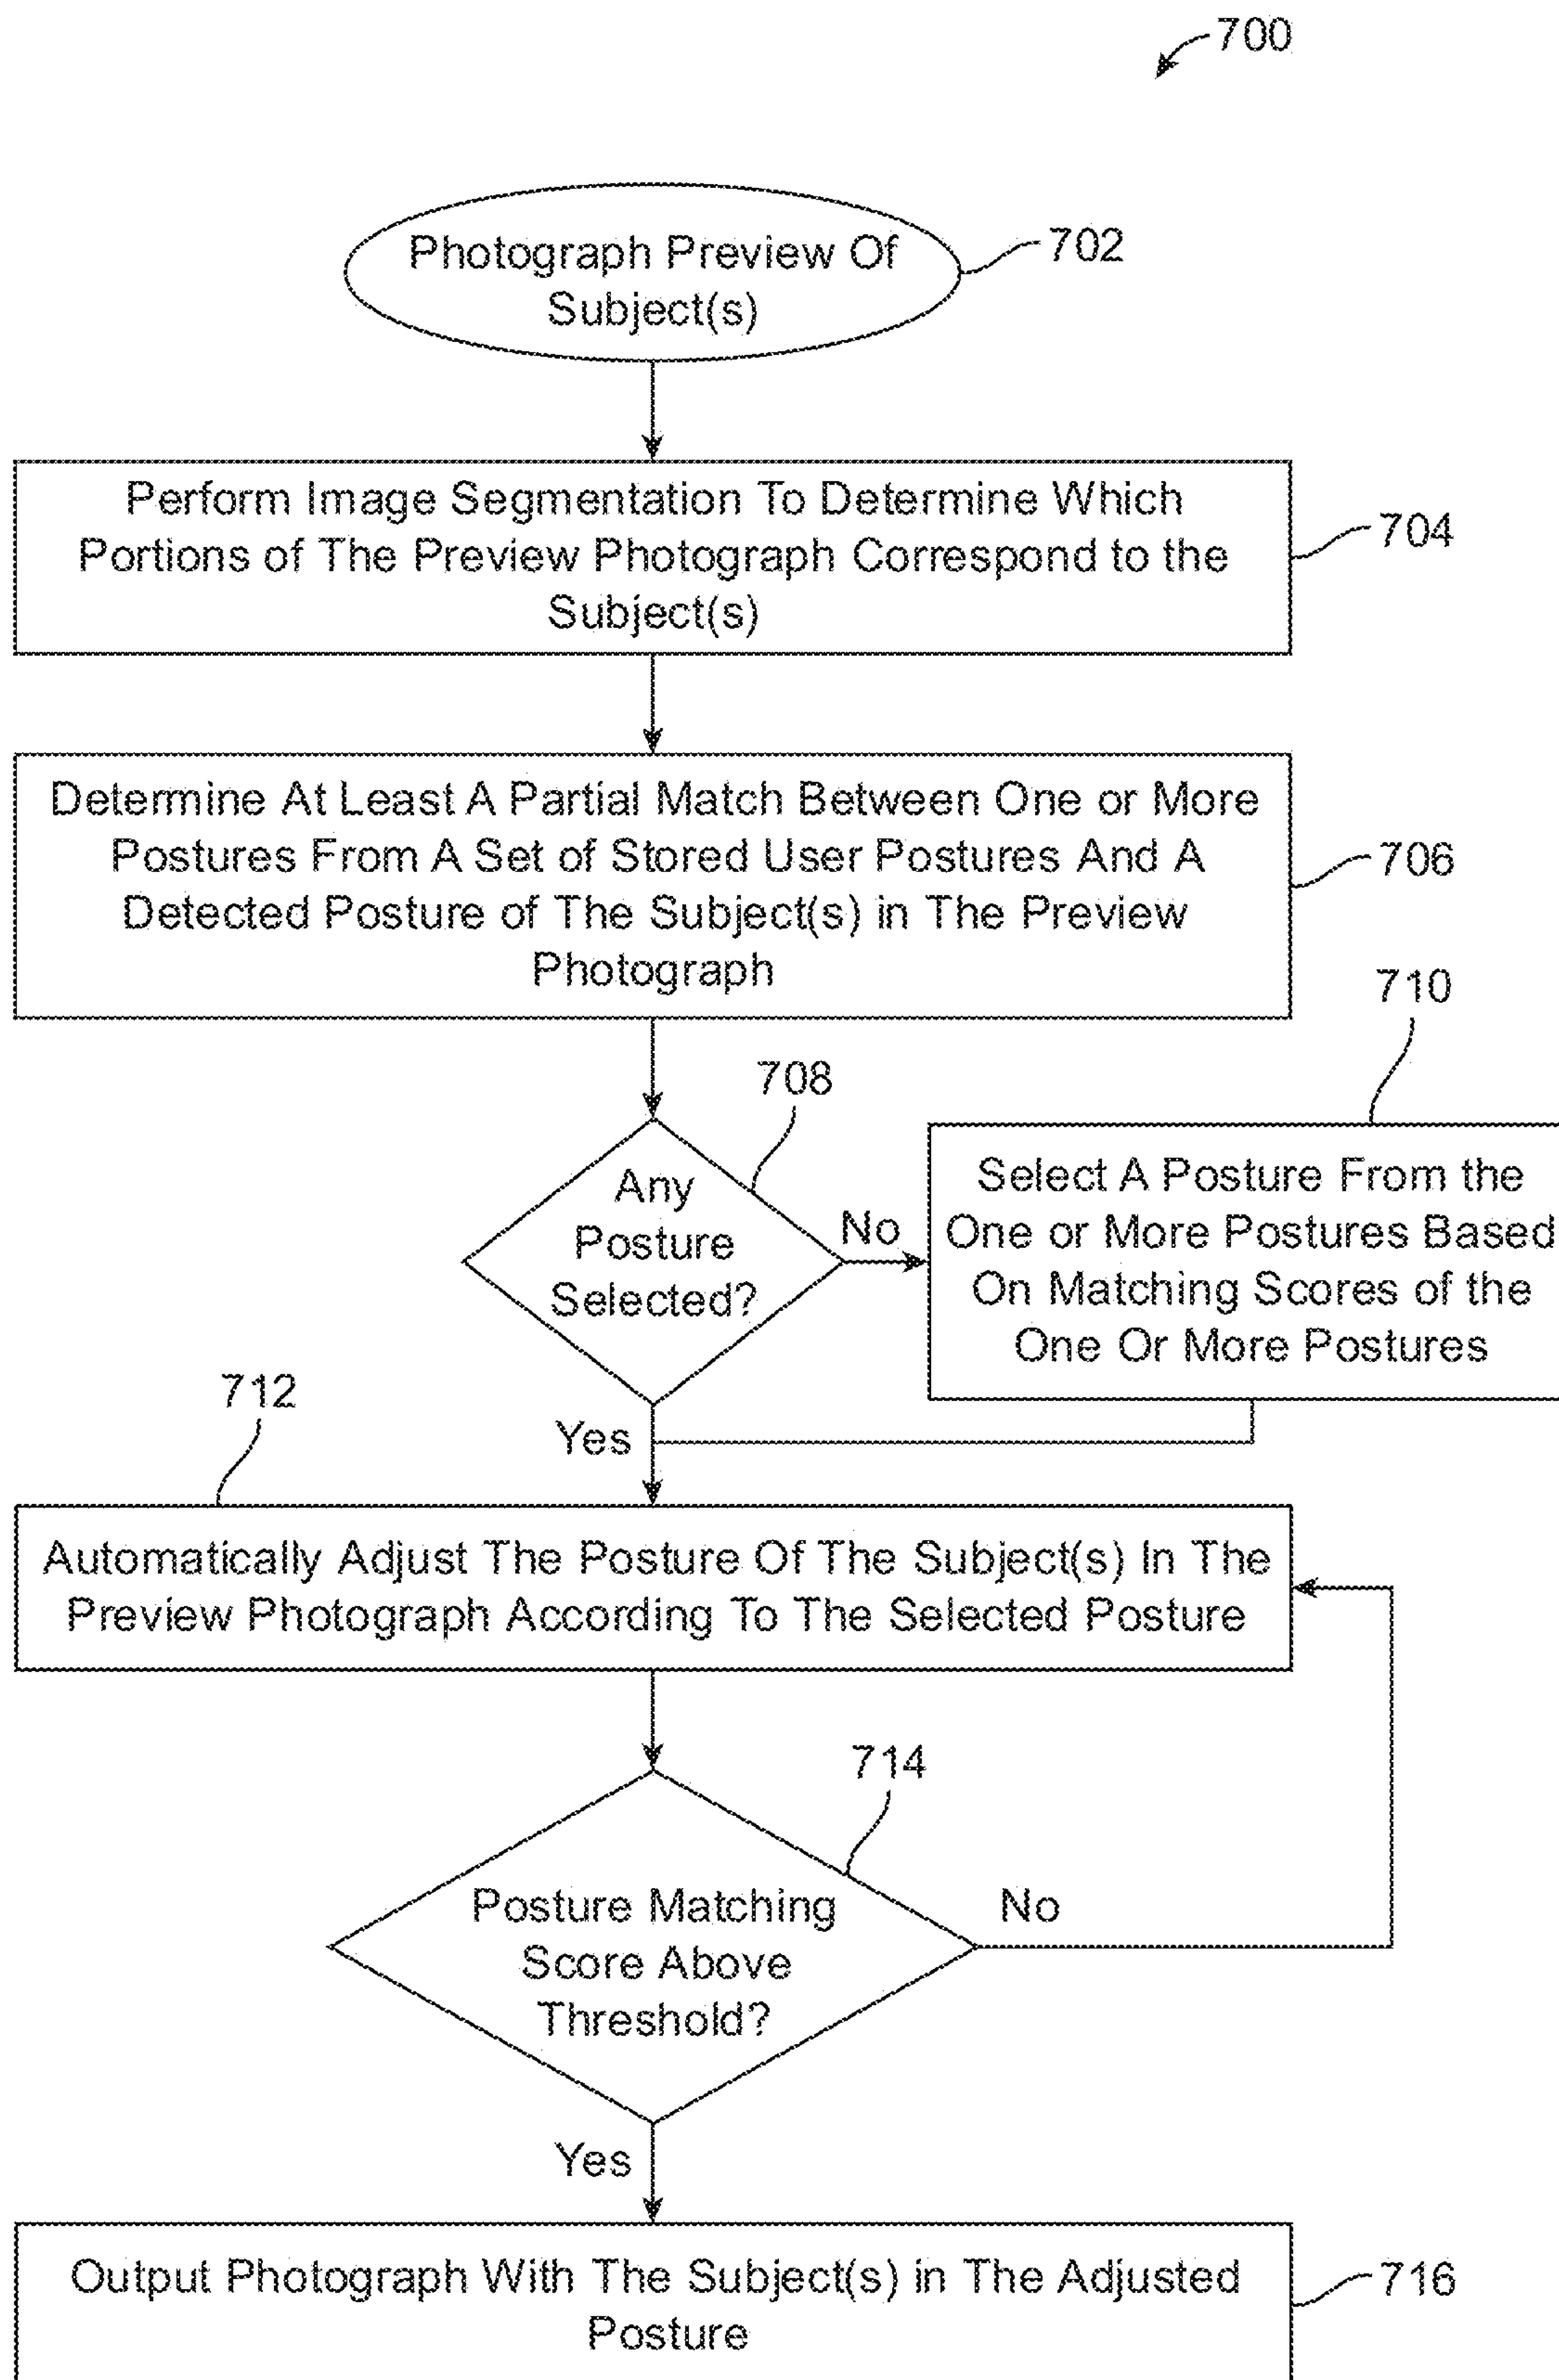 700
Photograph Preview Of
Subject(s)
702
Perform Image Segmentation To Determine Which
Portions of The Preview Photograph Correspond to the
Subject(s)
704
Determine At Least A Partial Match Between One or More
Postures From A Set of Stored User Postures And A
Detected Posture of The Subject(s) in The Preview
Photograph
706
708
Any
Posture
Selected?
No
710
Select A Posture From the
One or More Postures Based
On Matching Scores of the
One Or More Postures
Yes
712
Automatically Adjust The Posture Of The Subject(s) In The
Preview Photograph According To The Selected Posture
714
Posture Matching
Score Above
Threshold?
No
Yes
Output Photograph With The Subject(s) in The Adjusted
Posture
716